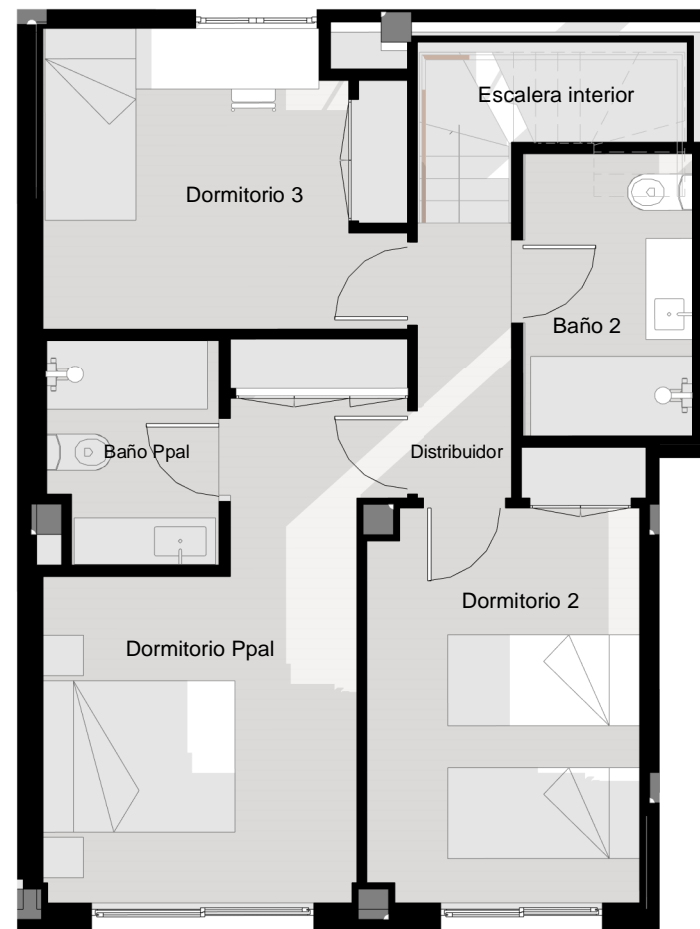 Escalera interior
Dormitorio 3
Baño 2
Baño Ppal
Distribuidor
Dormitorio 2
Dormitorio Ppal